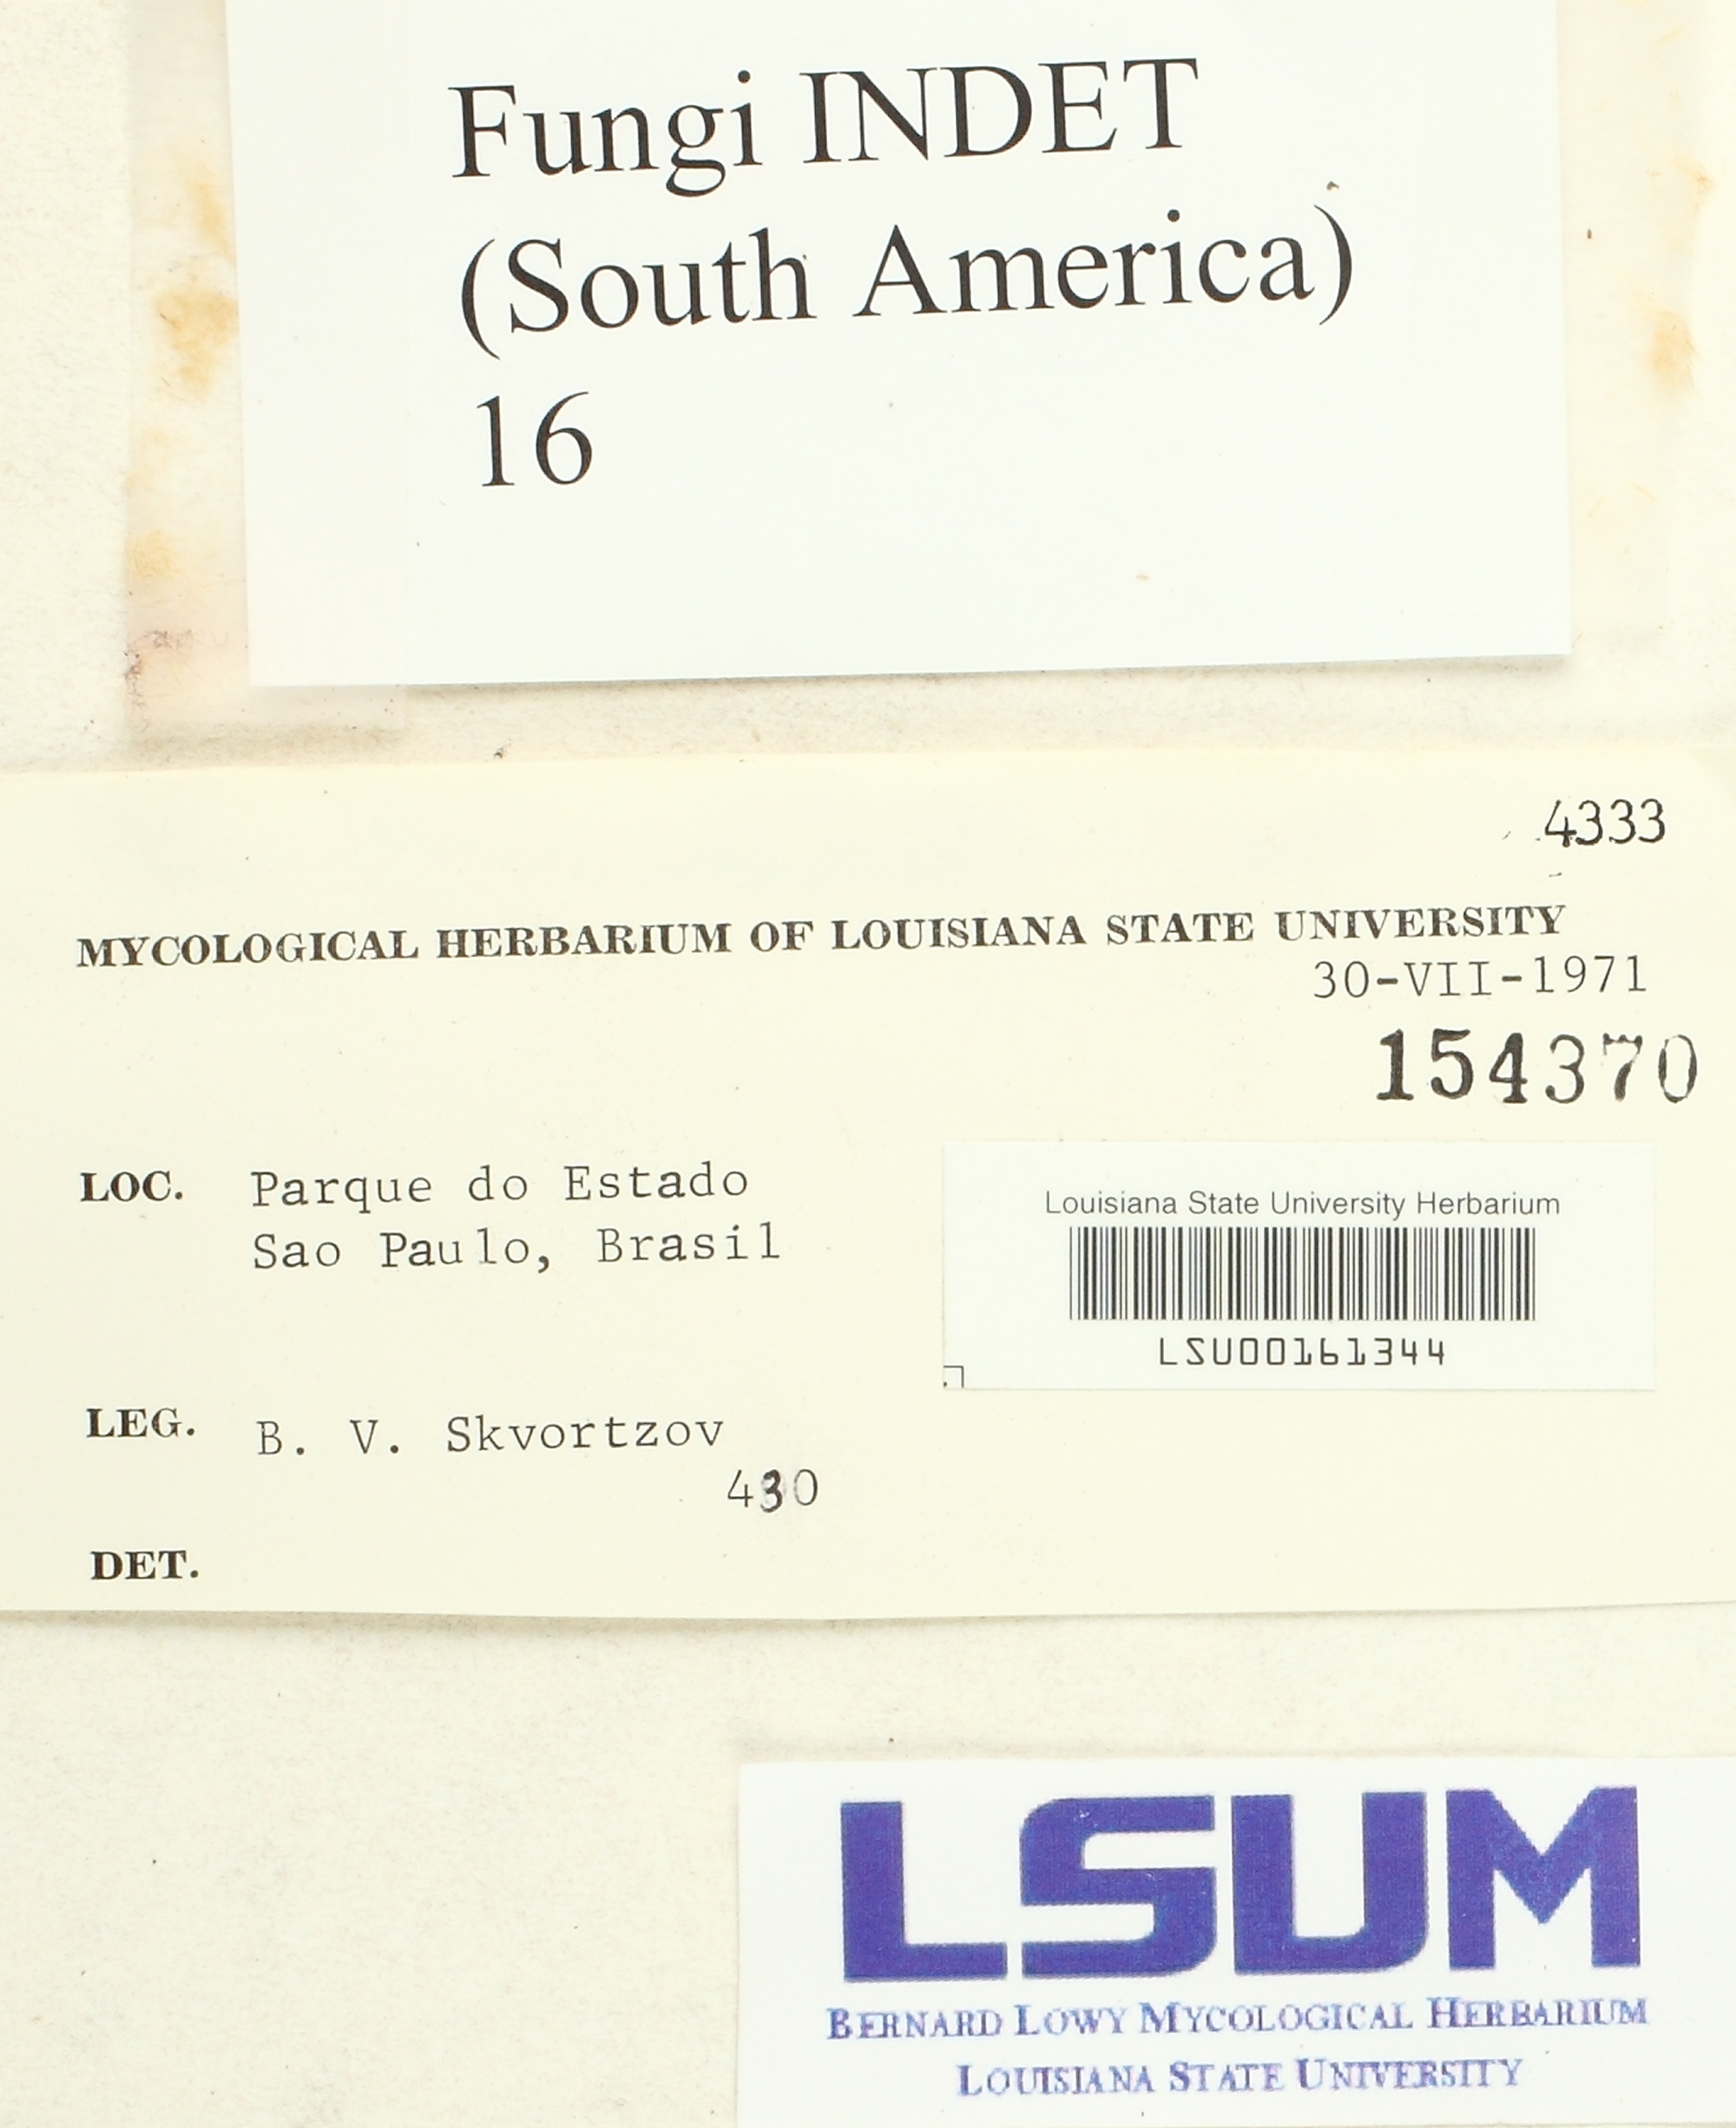 Fungi INDET
(South America)
16
4333
MYCOLOGICAL HERBARIUM OF LOUISIANA STATE UNIVERSITY
30-VII-1971
154370
LOC. Parque do Estado
Sao Paulo, Brasil
Louisiana State University Herbarium
LSU00161344
LEG. B. V. Skvortzov
430
DET.
LSUM
BERNARD LOWY MYCOLOGICAL HERBARIUM
LOUISIANA STATE UNIVERSITY